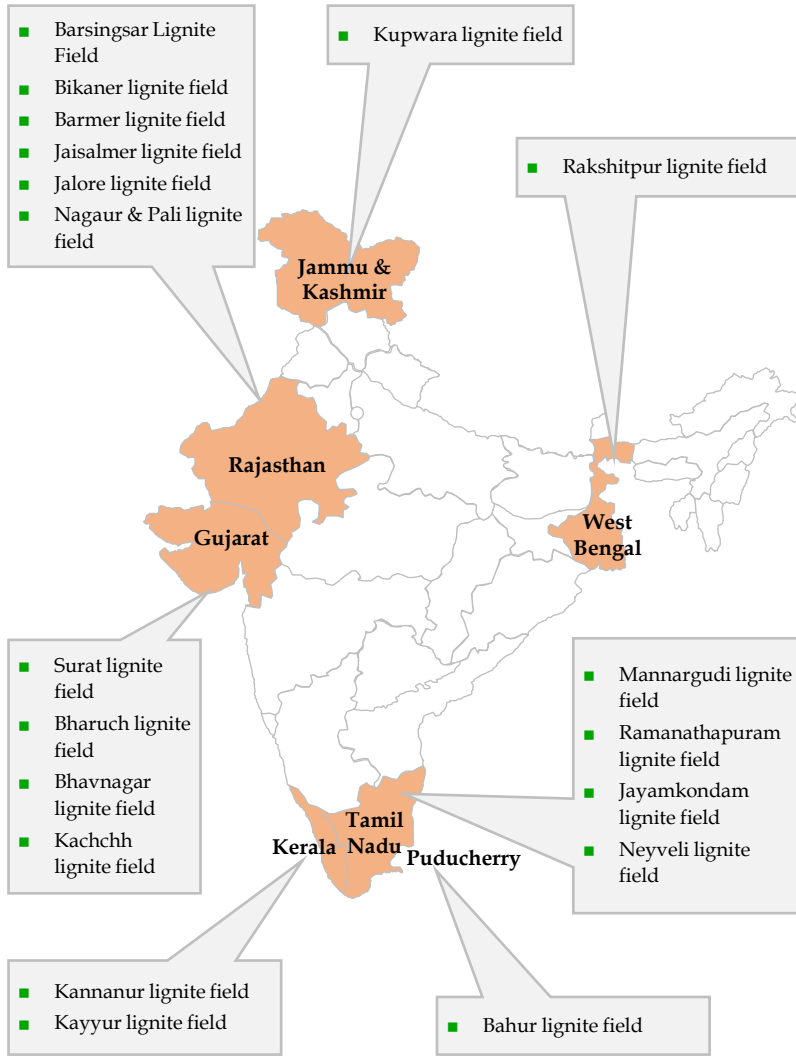 Barsingsar Lignite
Field
Bikaner lignite field
Barmer lignite field
Jaisalmer lignite field
Jalore lignite field
Nagaur & Pali lignite
field
Kupwara lignite field
Rakshitpur lignite field
Jammu &
Kashmir
Rajasthan
Gujarat
West
Bengal
Surat lignite
field
Bharuch lignite
field
Bhavnagar
lignite field
Kachchh
lignite field
Mannargudi lignite
field
Ramanathapuram
lignite field
Jayamkondam
lignite field
Neyveli lignite
field
Tamil
Nadu
Kerala
Puducherry
Kannanur lignite field
Kayyur lignite field
Bahur lignite field